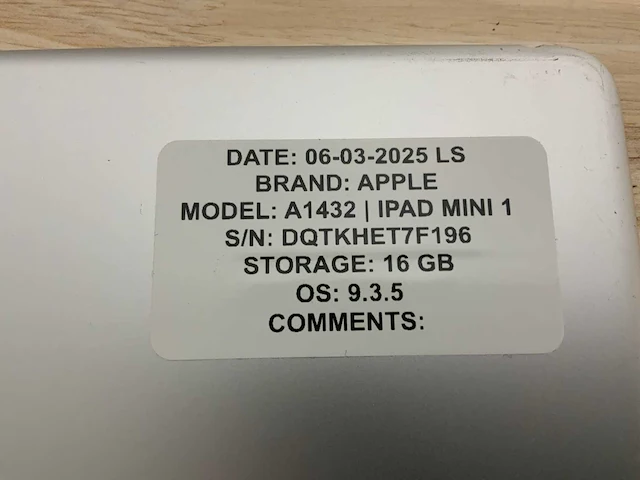 DATE: 06-03-2025 LS
BRAND: APPLE
MODEL: A1432 | IPAD MINI 1
S/N: DQTKHET7F196
STORAGE: 16 GB
OS: 9.3.5
COMMENTS: